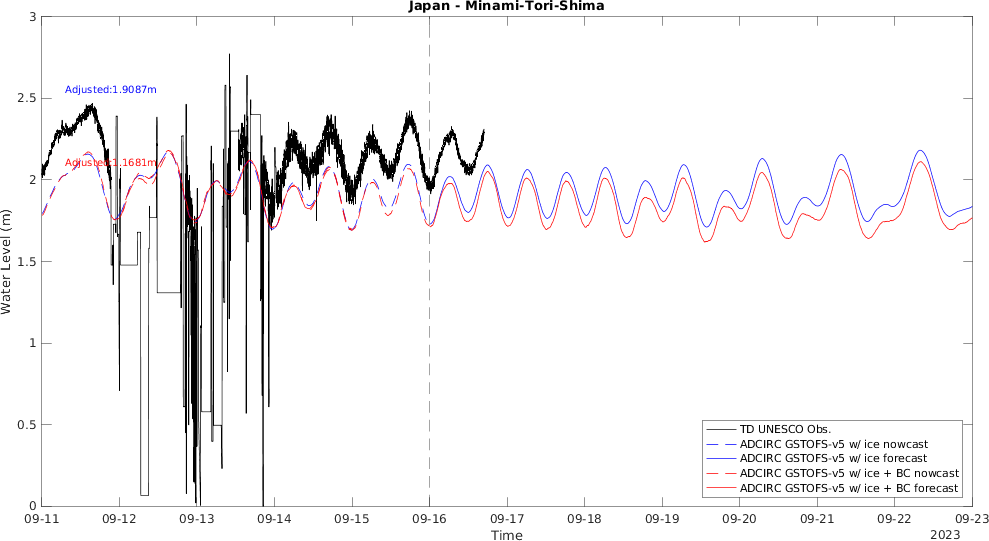 Japan - Minami-Tori-Shima
3
2.5
2
1.5
1
0.5
0
Water Level (m)
Adjusted:1.9087m
Adjusted:1.1681m
TD UNESCO Obs.
ADCIRC GSTOFS-v5 w/ ice nowcast
ADCIRC GSTOFS-v5 w/ ice forecast
ADCIRC GSTOFS-v5 w/ ice + BC nowcast
ADCIRC GSTOFS-v5 w/ ice + BC forecast
09-11 09-12 09-13 09-14 09-15 09-16 09-17 09-18 09-19 09-20 09-21 09-22 09-23
Time
2023